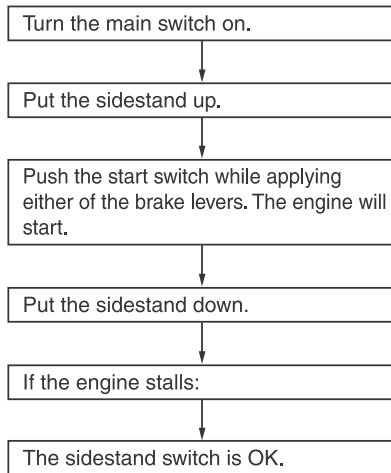 Turn the main switch on.
Put the sidestand up.
Push the start switch while applying
either of the brake levers. The engine will
start.
Put the sidestand down.
If the engine stalls:
The sidestand switch is OK.